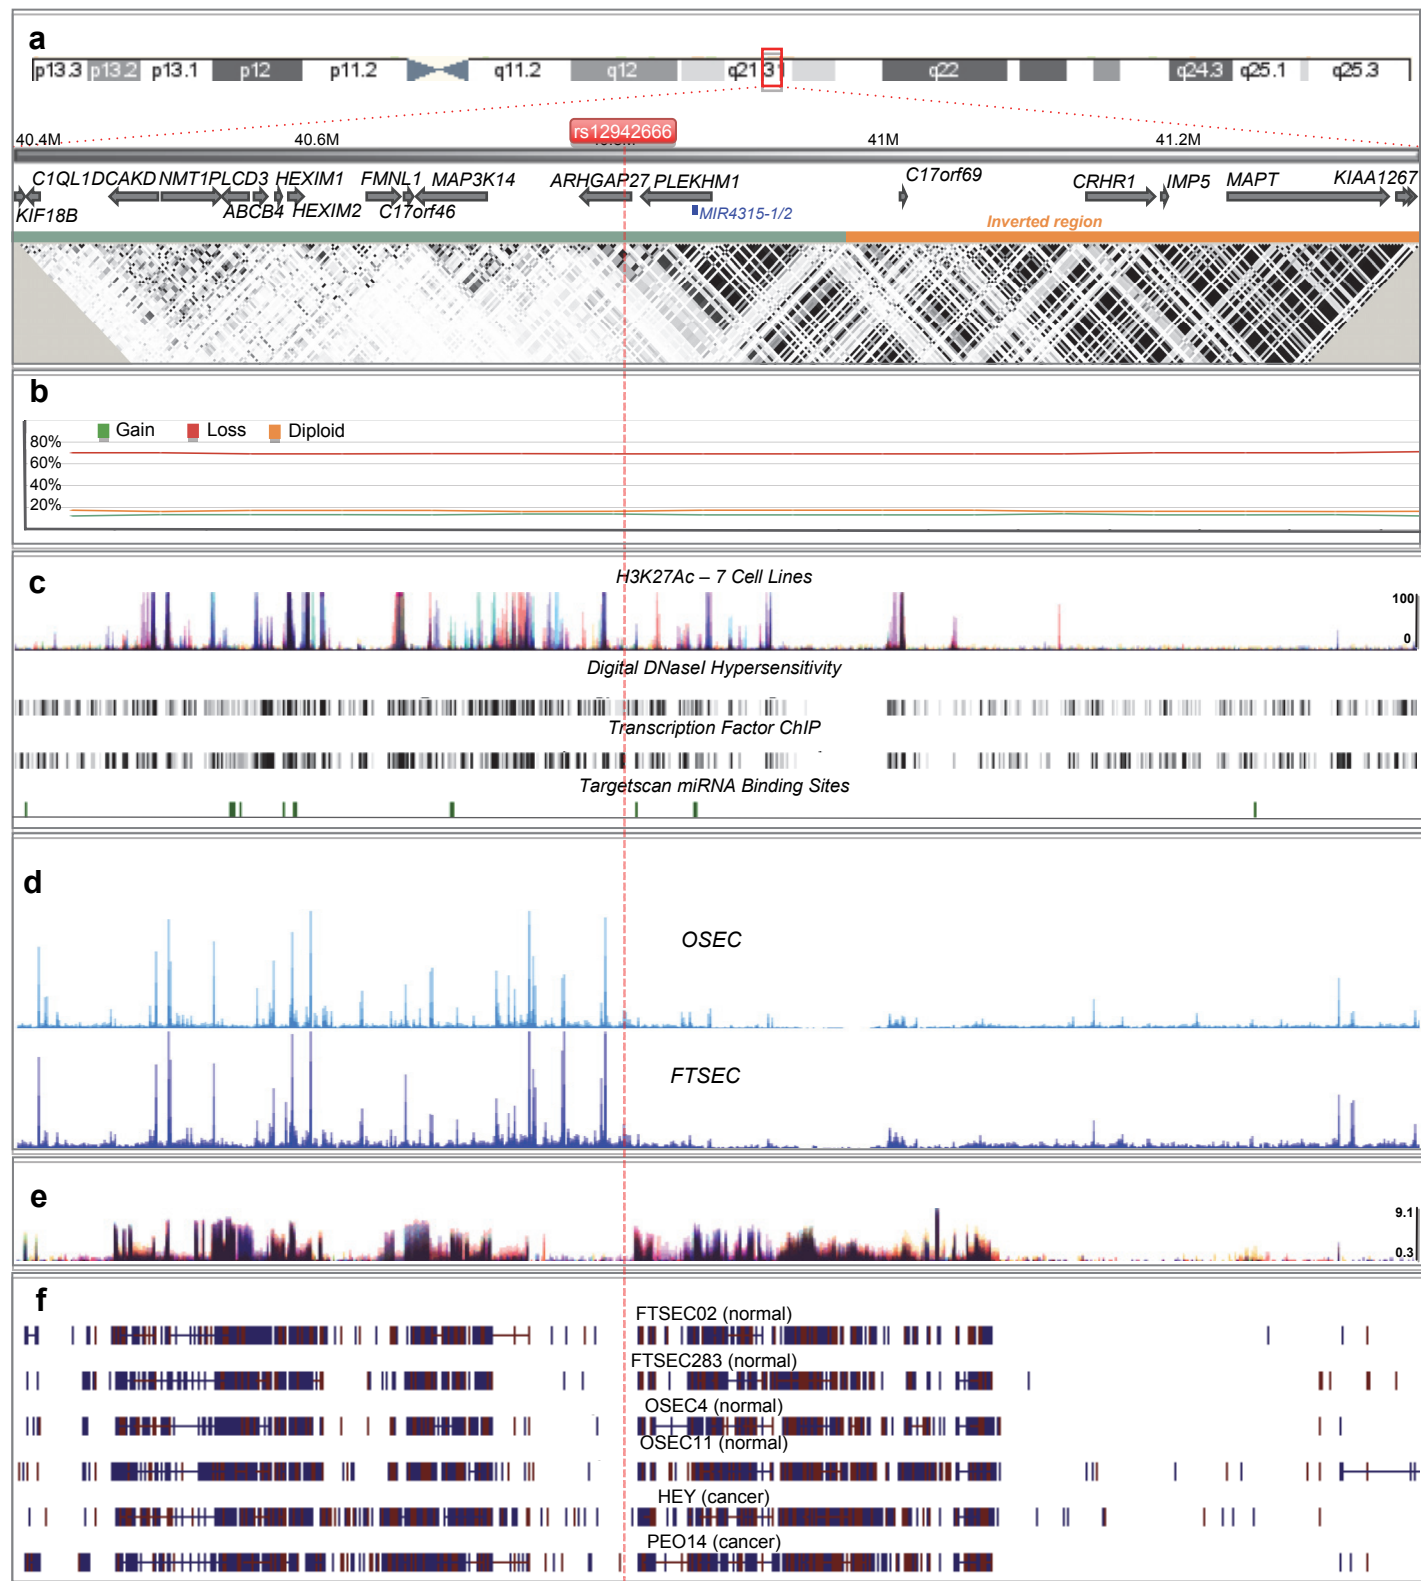 a
p13.3 p13.2 p13.1 p12 p11.2 q11.2 q12 q21.31 q22 q24.3 q25.1 q25.3
rs12942666
40.4M 40.6M 41M 41.2M
C1QL1 DCAKD NMT1 PLCD3 HEXIM1 FMNL1 MAP3K14 ARHGAP27 PLEKHM1 C17orf69 CRHR1 IMP5 MAPT KIAA1267
KIF18B ABCB4 HEXIM2 C17orf46 MIR4315-1/2
Inverted region
b
Gain Loss Diploid
80%
60%
40%
20%
c
H3K27Ac – 7 Cell Lines
100
0
Digital DNaseI Hypersensitivity
Transcription Factor ChIP
Targetscan miRNA Binding Sites
d
OSEC
FTSEC
e
9.1
0.3
f
FTSEC02 (normal)
FTSEC283 (normal)
OSEC4 (normal)
OSEC11 (normal)
HEY (cancer)
PEO14 (cancer)